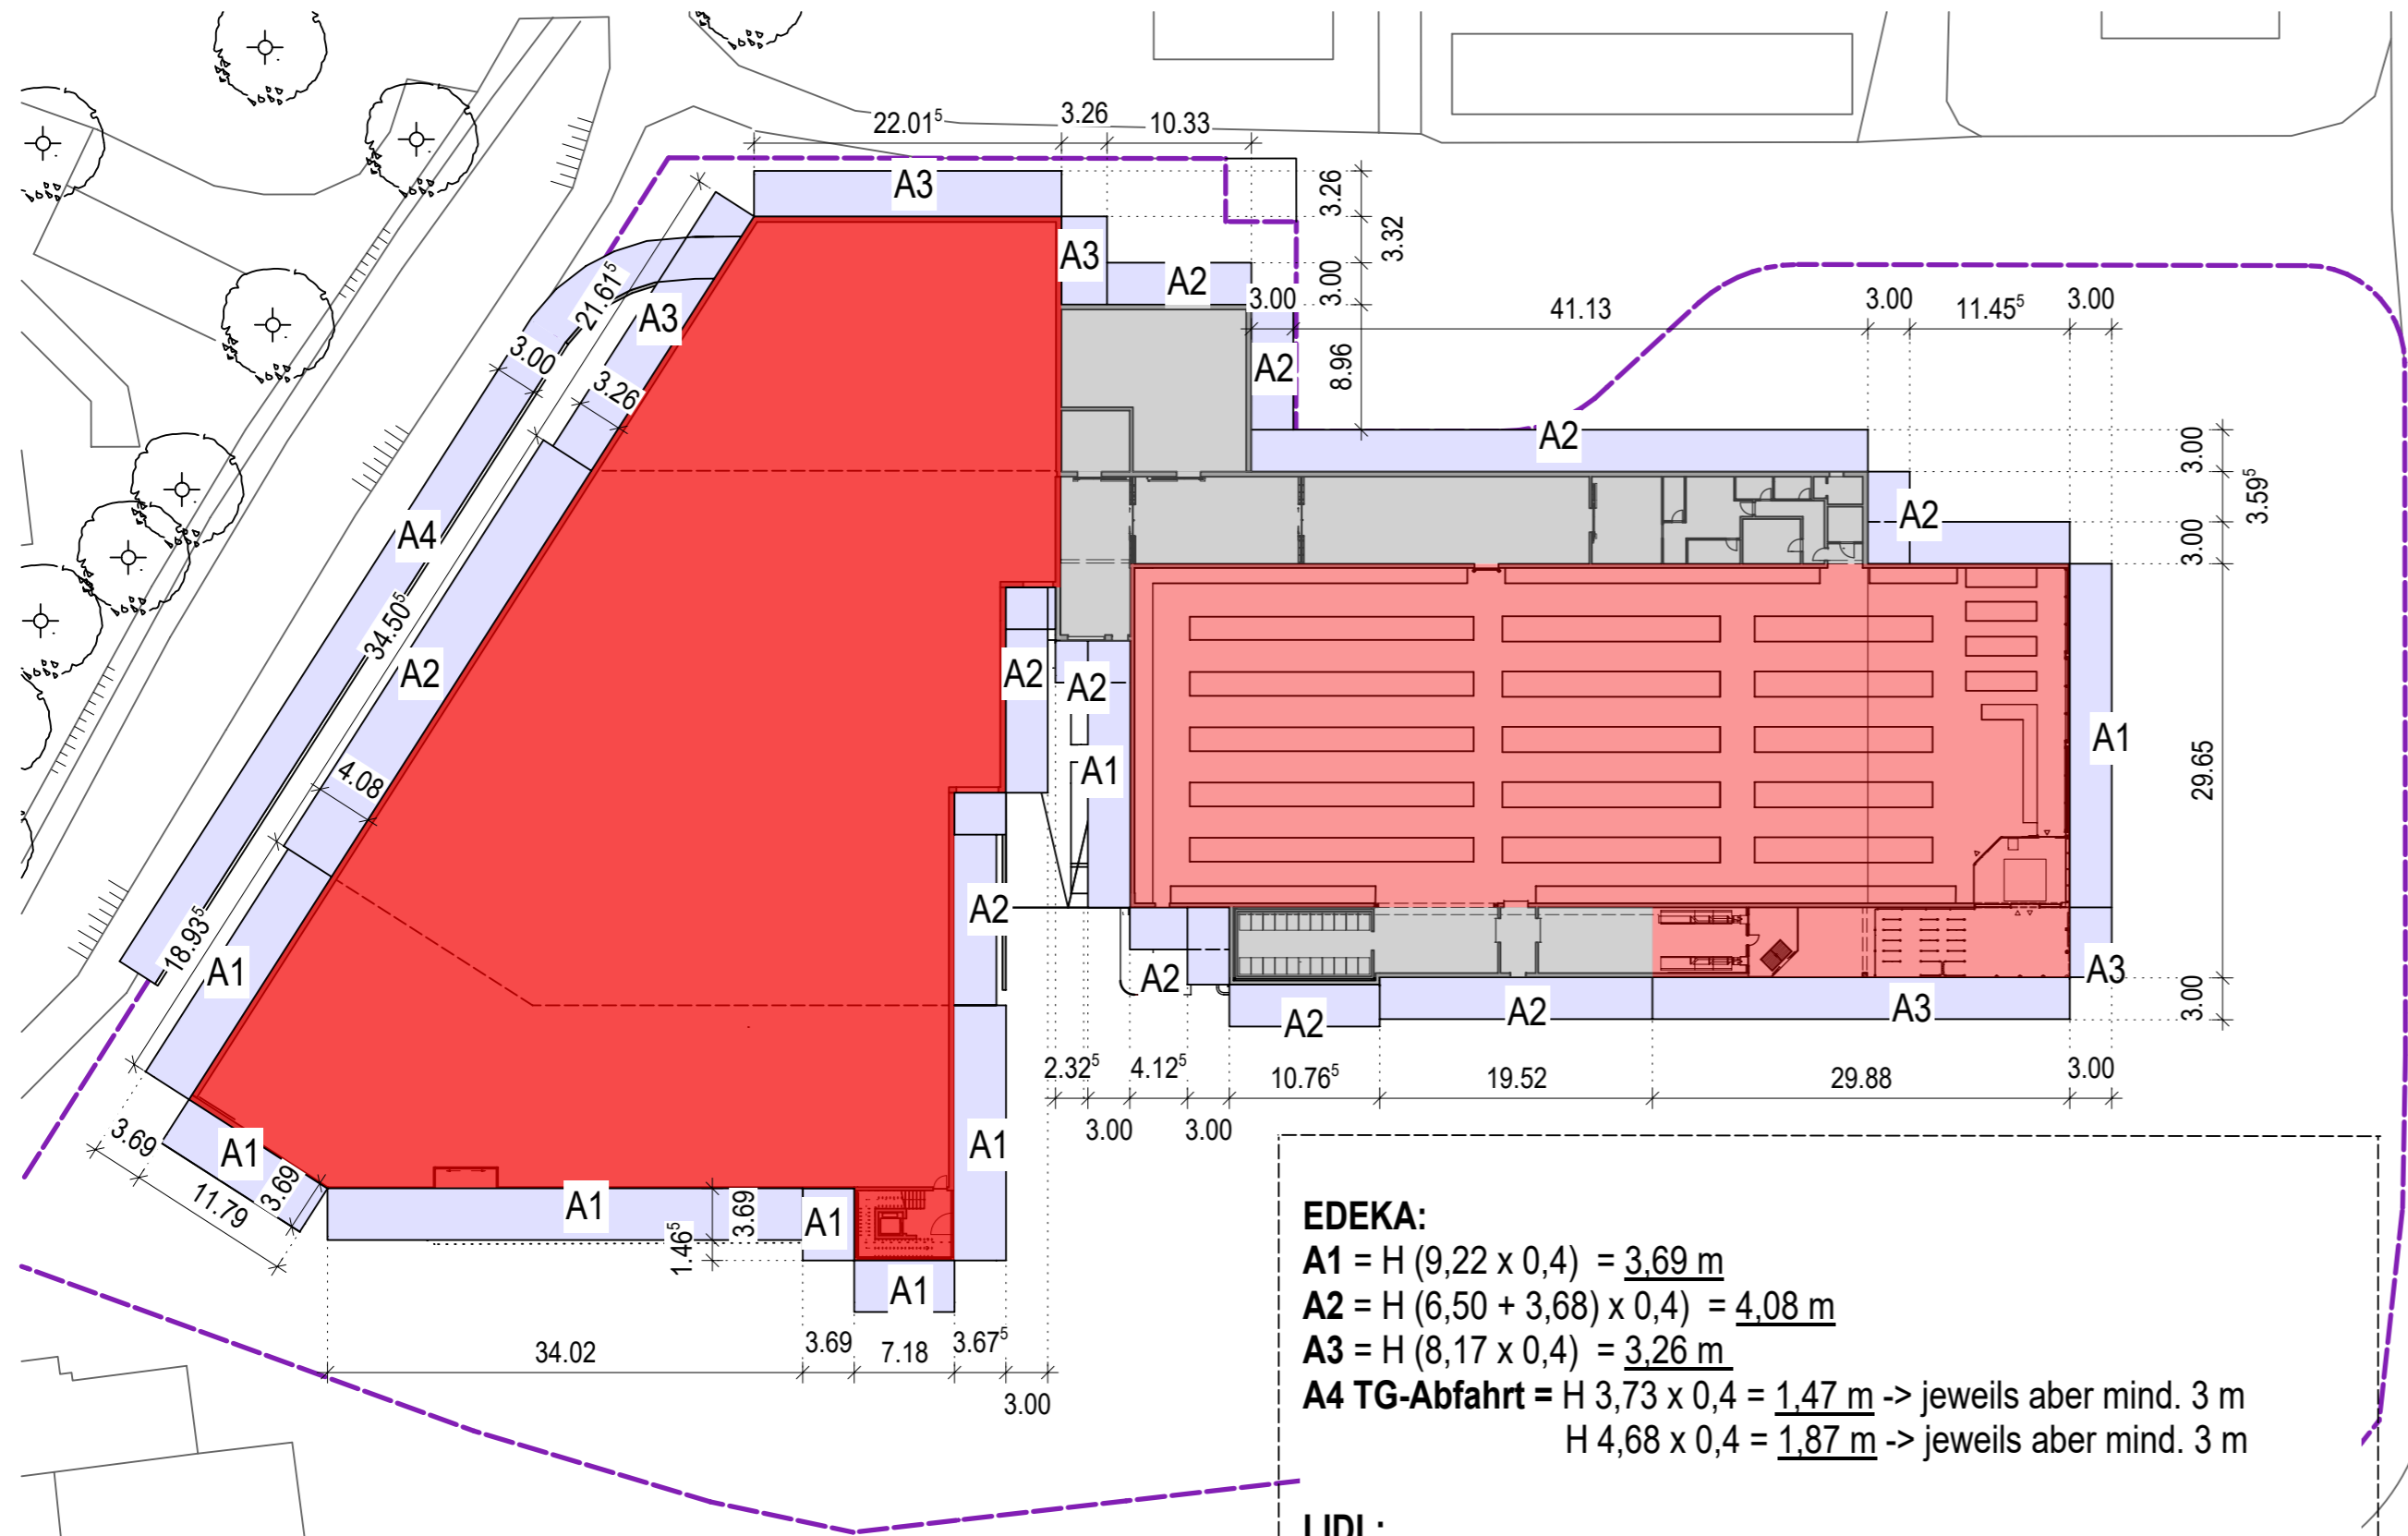 22.01⁵
3.26
10.33
A3
3.26
3.32
3.00
A3
A2
3.00
41.13
3.00
11.45⁵
3.00
21.61⁵
A3
3.00
3.26
A2
8.96
A2
3.00
3.59⁵
3.00
A2
A4
34.50⁵
A2
4.08
A2
A2
A1
A1
29.65
A2
18.93⁵
A1
A2
A3
A2
A2
A3
3.00
2.32⁵
4.12⁵
10.76⁵
19.52
29.88
3.00
3.00
3.00
3.69
A1
3.69
11.79
A1
A1
A1
3.69
1.46⁵
A1
34.02
3.69
7.18
3.67⁵
3.00
EDEKA:
A1 = H (9,22 x 0,4) = 3,69 m
A2 = H (6,50 + 3,68) x 0,4) = 4,08 m
A3 = H (8,17 x 0,4) = 3,26 m
A4 TG-Abfahrt = H 3,73 x 0,4 = 1,47 m -> jeweils aber mind. 3 m
H 4,68 x 0,4 = 1,87 m -> jeweils aber mind. 3 m
LIDL: